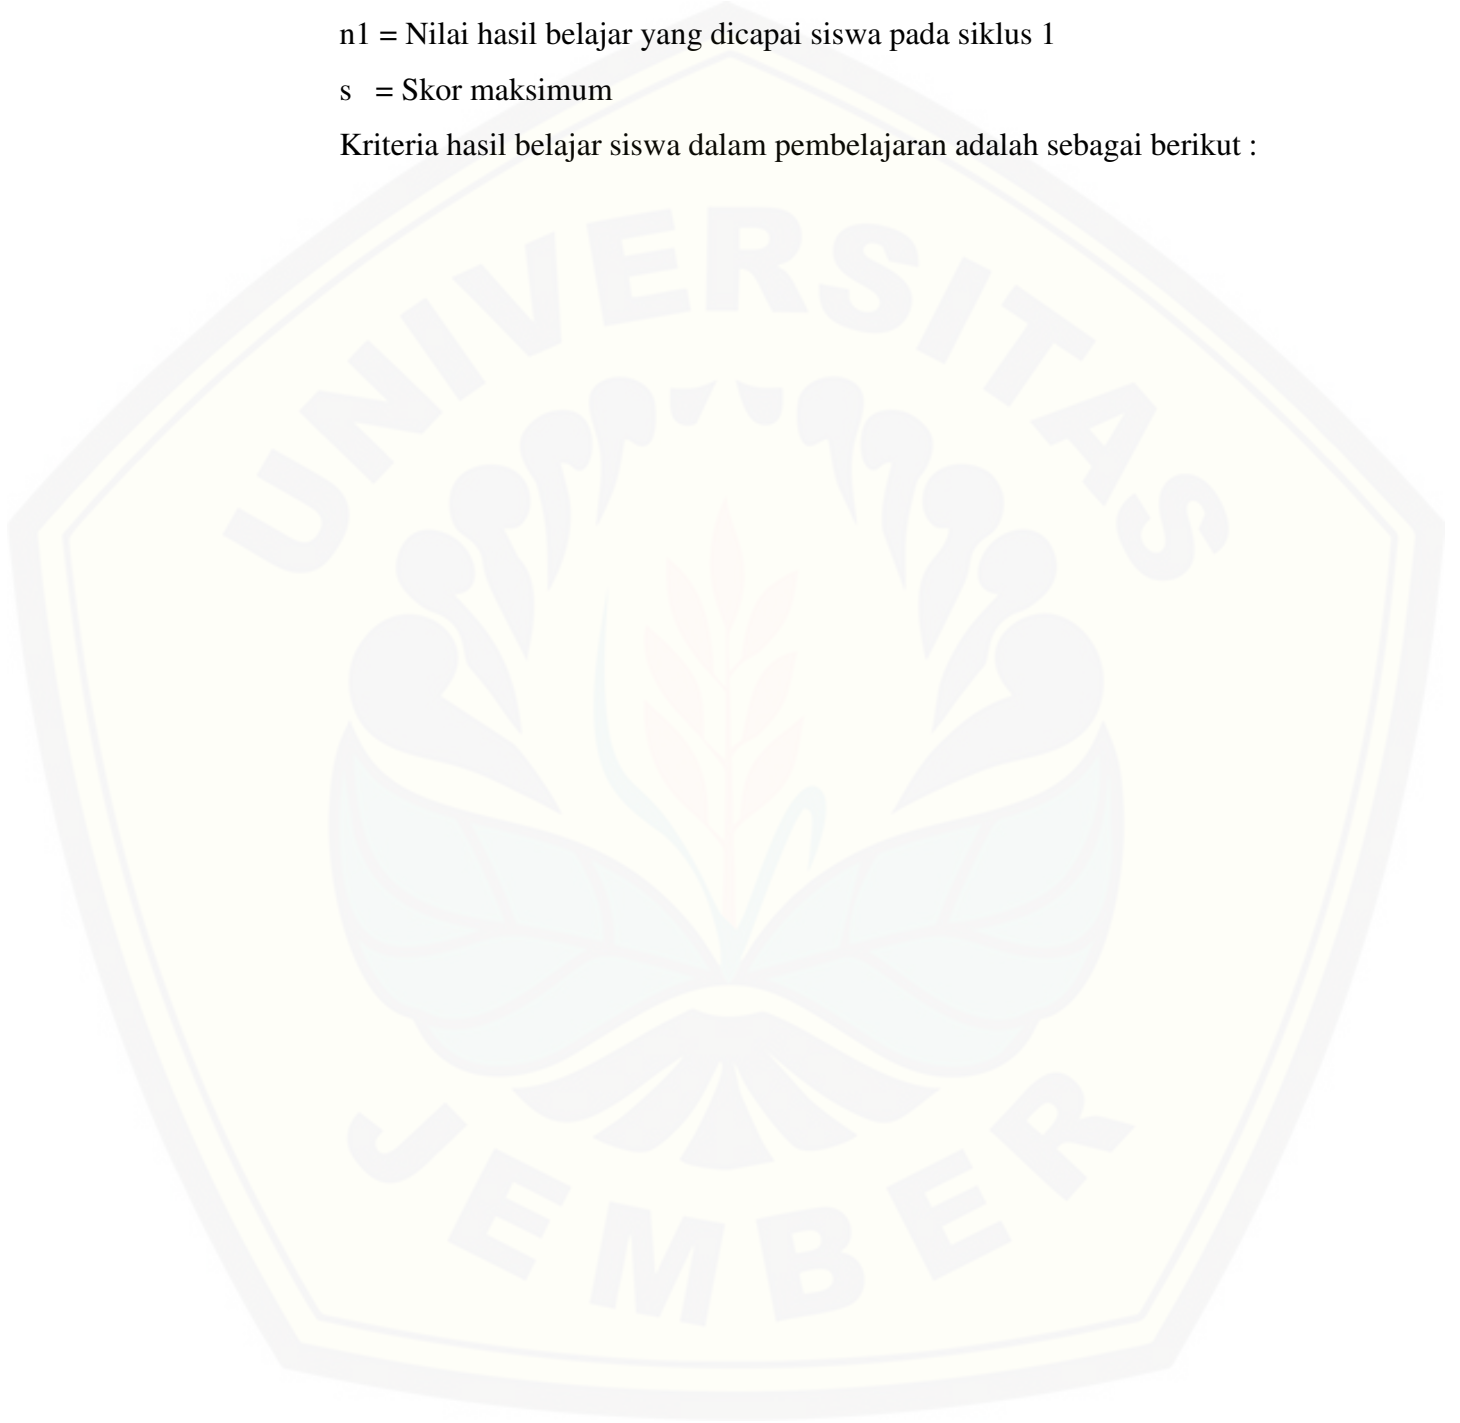 n1 = Nilai hasil belajar yang dicapai siswa pada siklus 1
s = Skor maksimum
Kriteria hasil belajar siswa dalam pembelajaran adalah sebagai berikut :
UNIVERSITAS
JEMBER